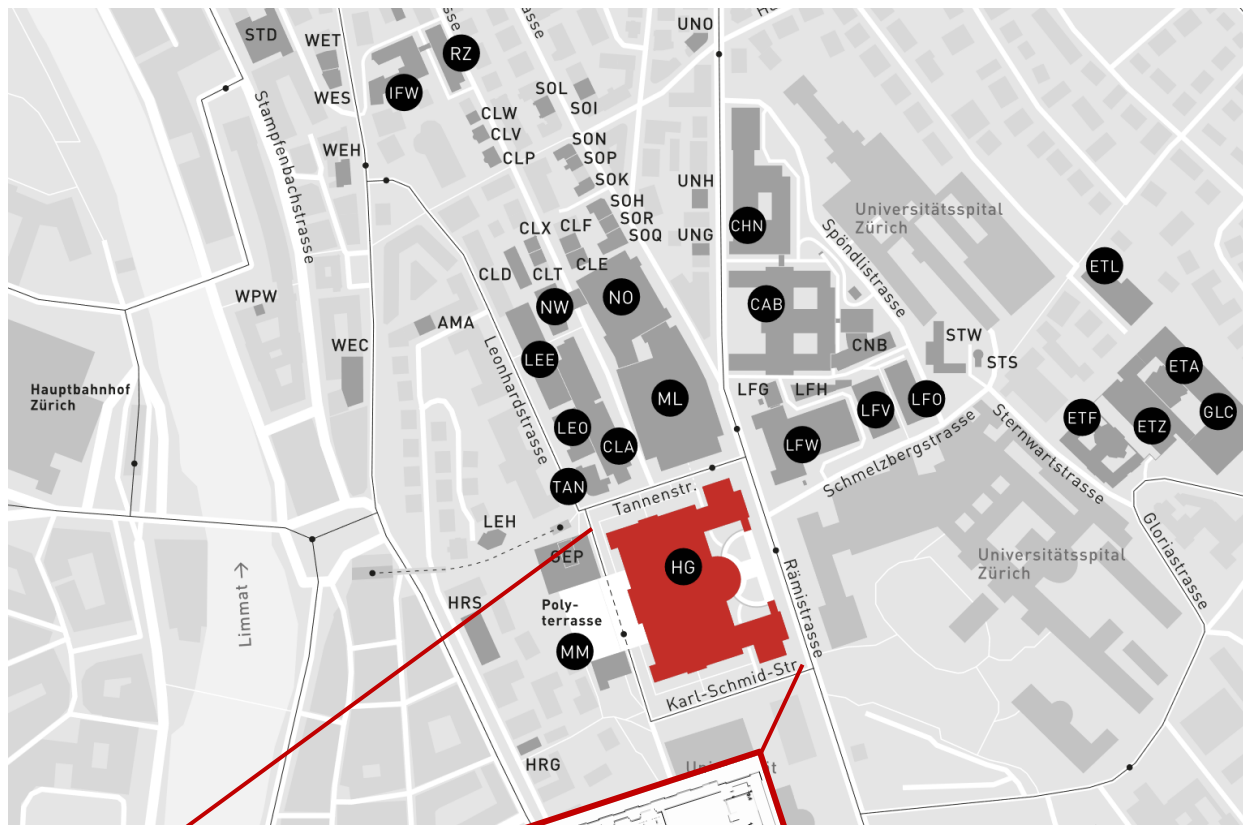 UNO
STD
WET
RZ
IFW
WES
SOL
SOI
CLW
CLV
CLP
SON
SOP
SOK
WEH
Stampfenbachstrasse
UNH
SOH
SOR
SOQ
UNG
CHN
Universitätsspital
Zürich
Spöndlistrasse
CLX
CLF
CLE
CLD
CLT
NW
NO
CAB
ETL
WPW
AMA
WEC
LEE
Leonhardstrasse
CNB
STW
STS
ETA
Hauptbahnhof
Zürich
ML
LFG
LFH
LFV
LFO
GLC
ETF
ETZ
LEO
CLA
LFW
Schmelzbergstrasse
Sternwartstrasse
TAN
Tannenstr.
LEH
GEP
HG
Rämistrasse
Universitätsspital
Zürich
Gloriastrasse
Limmat →
HRS
Poly-
terrasse
MM
Karl-Schmid-Str.
HRG